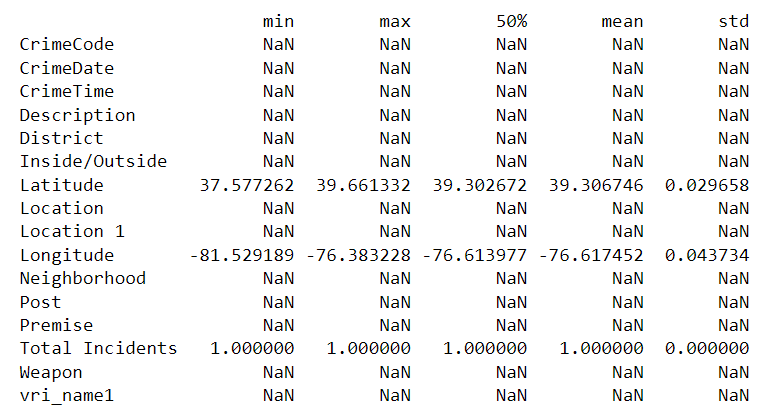 min max 50% mean std
CrimeCode NaN NaN NaN NaN NaN
CrimeDate NaN NaN NaN NaN NaN
CrimeTime NaN NaN NaN NaN NaN
Description NaN NaN NaN NaN NaN
District NaN NaN NaN NaN NaN
Inside/Outside NaN NaN NaN NaN NaN
Latitude 37.577262 39.661332 39.302672 39.306746 0.029658
Location NaN NaN NaN NaN NaN
Location 1 NaN NaN NaN NaN NaN
Longitude -81.529189 -76.383228 -76.613977 -76.617452 0.043734
Neighborhood NaN NaN NaN NaN NaN
Post NaN NaN NaN NaN NaN
Premise NaN NaN NaN NaN NaN
Total Incidents 1.000000 1.000000 1.000000 1.000000 0.000000
Weapon NaN NaN NaN NaN NaN
vri_name1 NaN NaN NaN NaN NaN